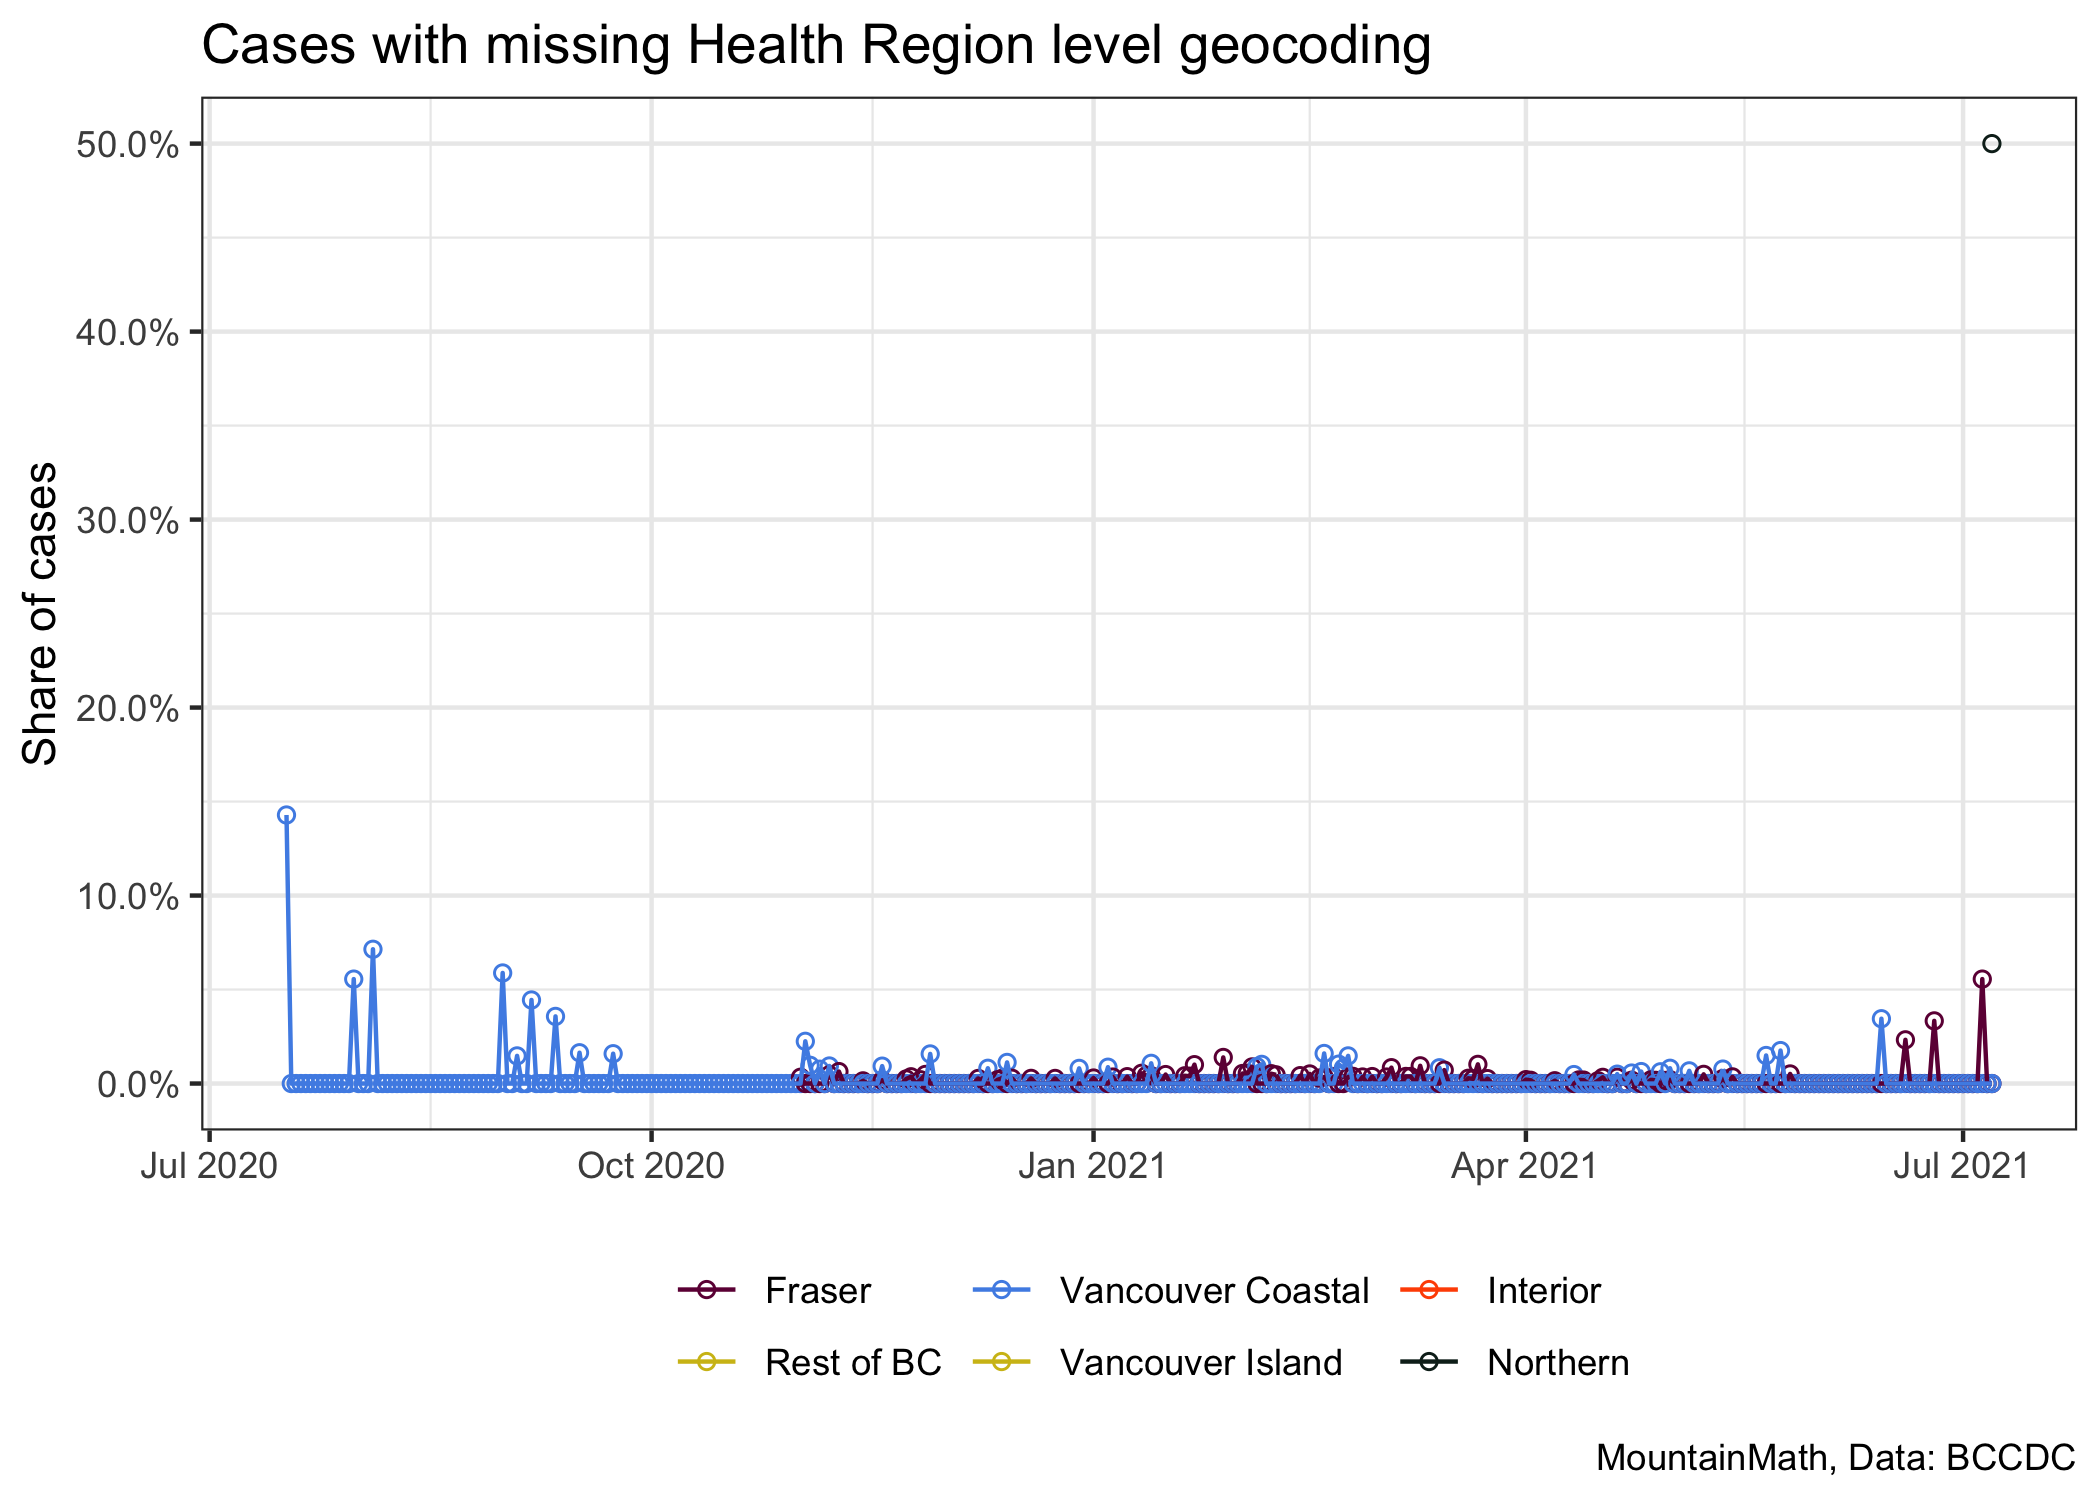 Cases with missing Health Region level geocoding
Share of cases
50.0%
40.0%
30.0%
20.0%
10.0%
0.0%
Jul 2020 Oct 2020 Jan 2021 Apr 2021 Jul 2021
Fraser Vancouver Coastal Interior
Rest of BC Vancouver Island Northern
MountainMath, Data: BCCDC